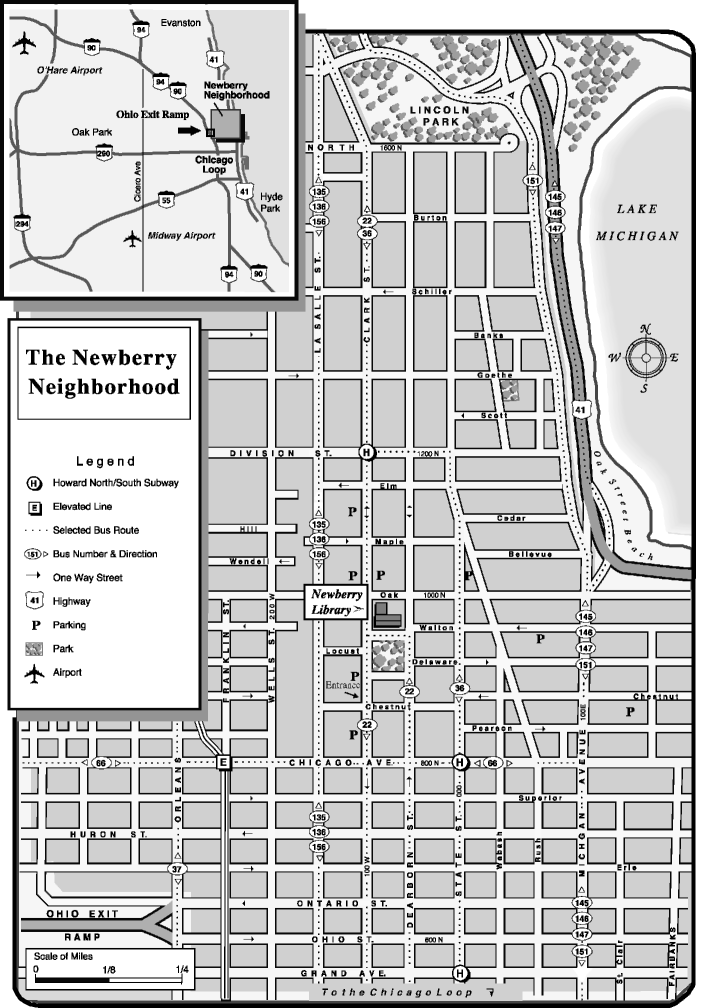 Evanston
94
90
41
O'Hare Airport
94
90
Newberry
Neighborhood
Ohio Exit Ramp
Oak Park
290
Chicago
Loop
Cicero Ave
55
41
Hyde
Park
294
Midway Airport
94
90
LINCOLN
PARK
NORTH
1600 N
151
135
136
156
145
146
147
22
36
Burton
LAKE
MICHIGAN
LA SALLE ST.
CLARK ST.
Schiller
Banks
Goethe
Scott
N
W
E
S
41
Oak Street Beach
The Newberry
Neighborhood
Legend
H Howard North/South Subway
E Elevated Line
Selected Bus Route
151 Bus Number & Direction
One Way Street
41 Highway
P Parking
Park
Airport
DIVISION ST.
H
1200 N
Elm
P
135
136
156
Cedar
Hill
Maple
Bellevue
Wendell
P
P
P
Newberry
Library
Oak
1000 N
FRANKLIN ST.
WELLS ST.
200 W
145
146
147
151
Walton
P
Locust
Delaware
P
Entrance
22
36
Chestnut
Chestnut
P
22
P
Pearson
100E
66
E
CHICAGO AVE
800 N
H
66
ORLEANS
Superior
135
136
156
HURON ST.
100 W
DEARBORN ST.
STATE ST.
Wabash
Rush
MICHIGAN AVENUE
Erie
37
ONTARIO ST.
145
146
147
151
OHIO EXIT
RAMP
OHIO ST.
600 N
St. Clair
FAIRBANKS
Scale of Miles
0 1/8 1/4
GRAND AVE.
H
To the Chicago Loop